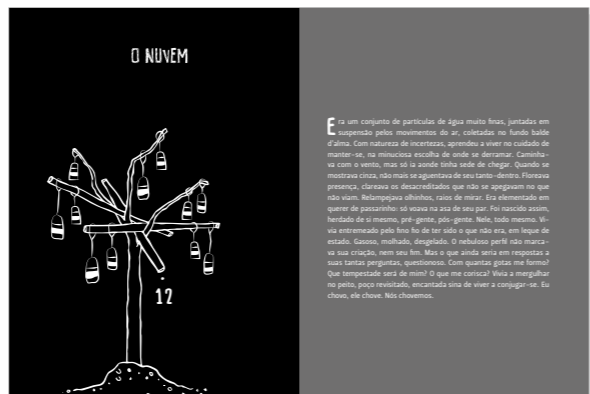 O NUVEM
12
Era um conjunto de partículas de água muito finas, juntadas em
suspensão pelos movimentos do ar, coletadas no fundo balde
d'alma. Com natureza de incertezas, aprendeu a viver no cuidado de
manter-se, na minuciosa escolha de onde se derramar. Caminha-
va com o vento, mas só ia aonde tinha sede de chegar. Quando se
mostrava cinza, não mais se aguentava de seu tanto-dentro. Floreava
presença, clareava os desacreditados que não se apegavam no que
não viam. Relampejava olhinhos, raios de mirar. Era elementado em
querer de passarinho: só voava na asa de seu par. Foi nascido assim,
herdado de si mesmo, pré-gente, pós-gente. Nele, todo mesmo. Vi-
via entremeado pelo fino fio de ter sido o que não era, em leque de
estado. Gasoso, molhado, desgelado. O nebuloso perfil não marca-
va sua criação, nem seu fim. Mas o que ainda seria em respostas a
suas tantas perguntas, questionoso. Com quantas gotas me formo?
Que tempestade será de mim? O que me corisca? Vivia a mergulhar
no peito, poço revisitado, encantada sina de viver a conjugar-se. Eu
chovo, ele chove. Nós chovemos.